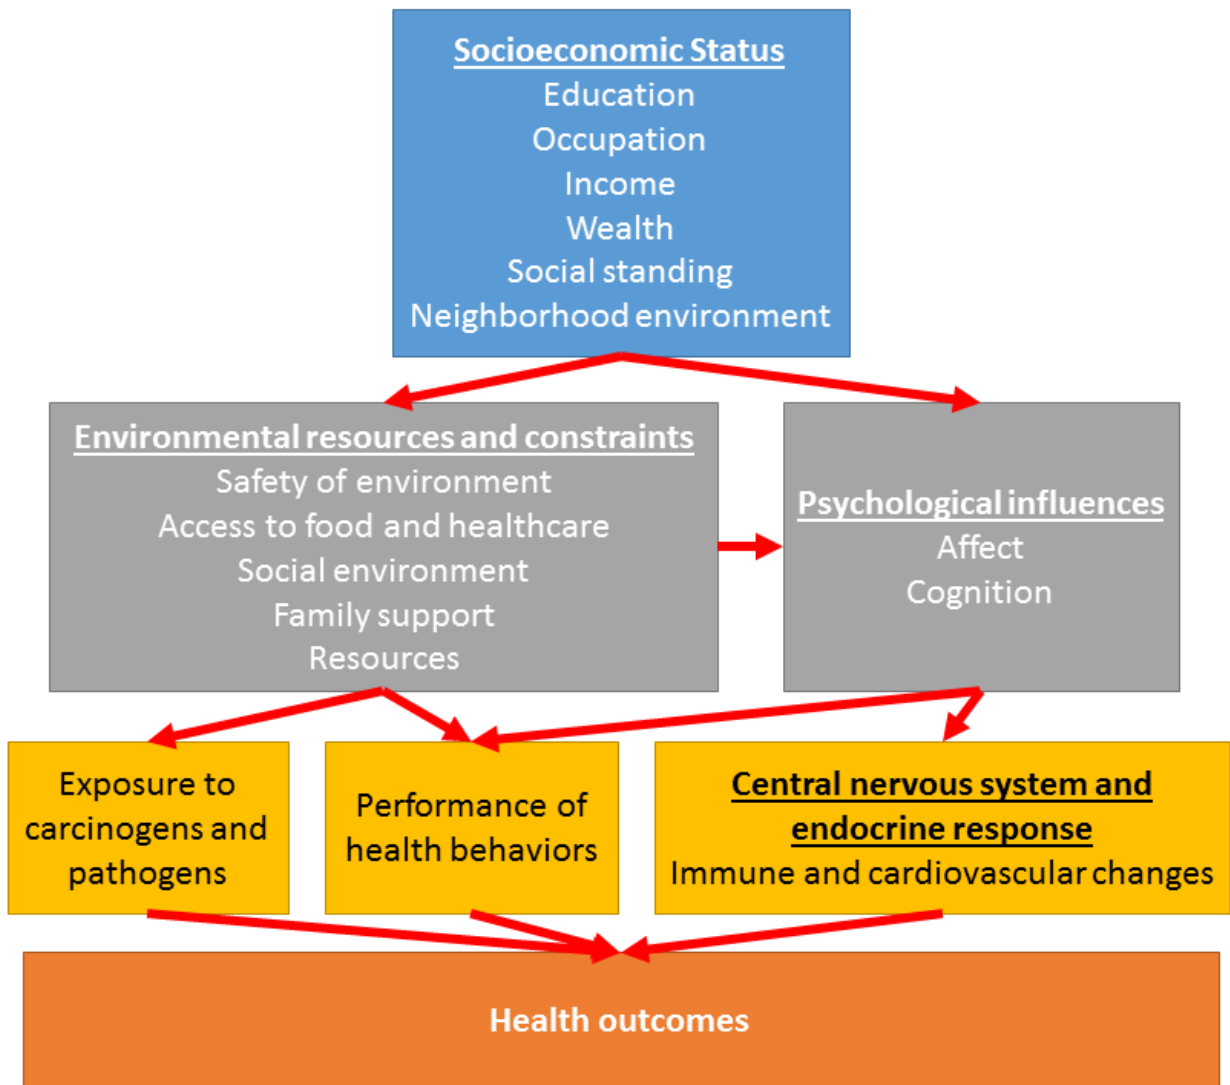 Socioeconomic Status
Education
Occupation
Income
Wealth
Social standing
Neighborhood environment
Environmental resources and constraints
Safety of environment
Access to food and healthcare
Social environment
Family support
Resources
Psychological influences
Affect
Cognition
Exposure to
carcinogens and
pathogens
Performance of
health behaviors
Central nervous system and
endocrine response
Immune and cardiovascular changes
Health outcomes